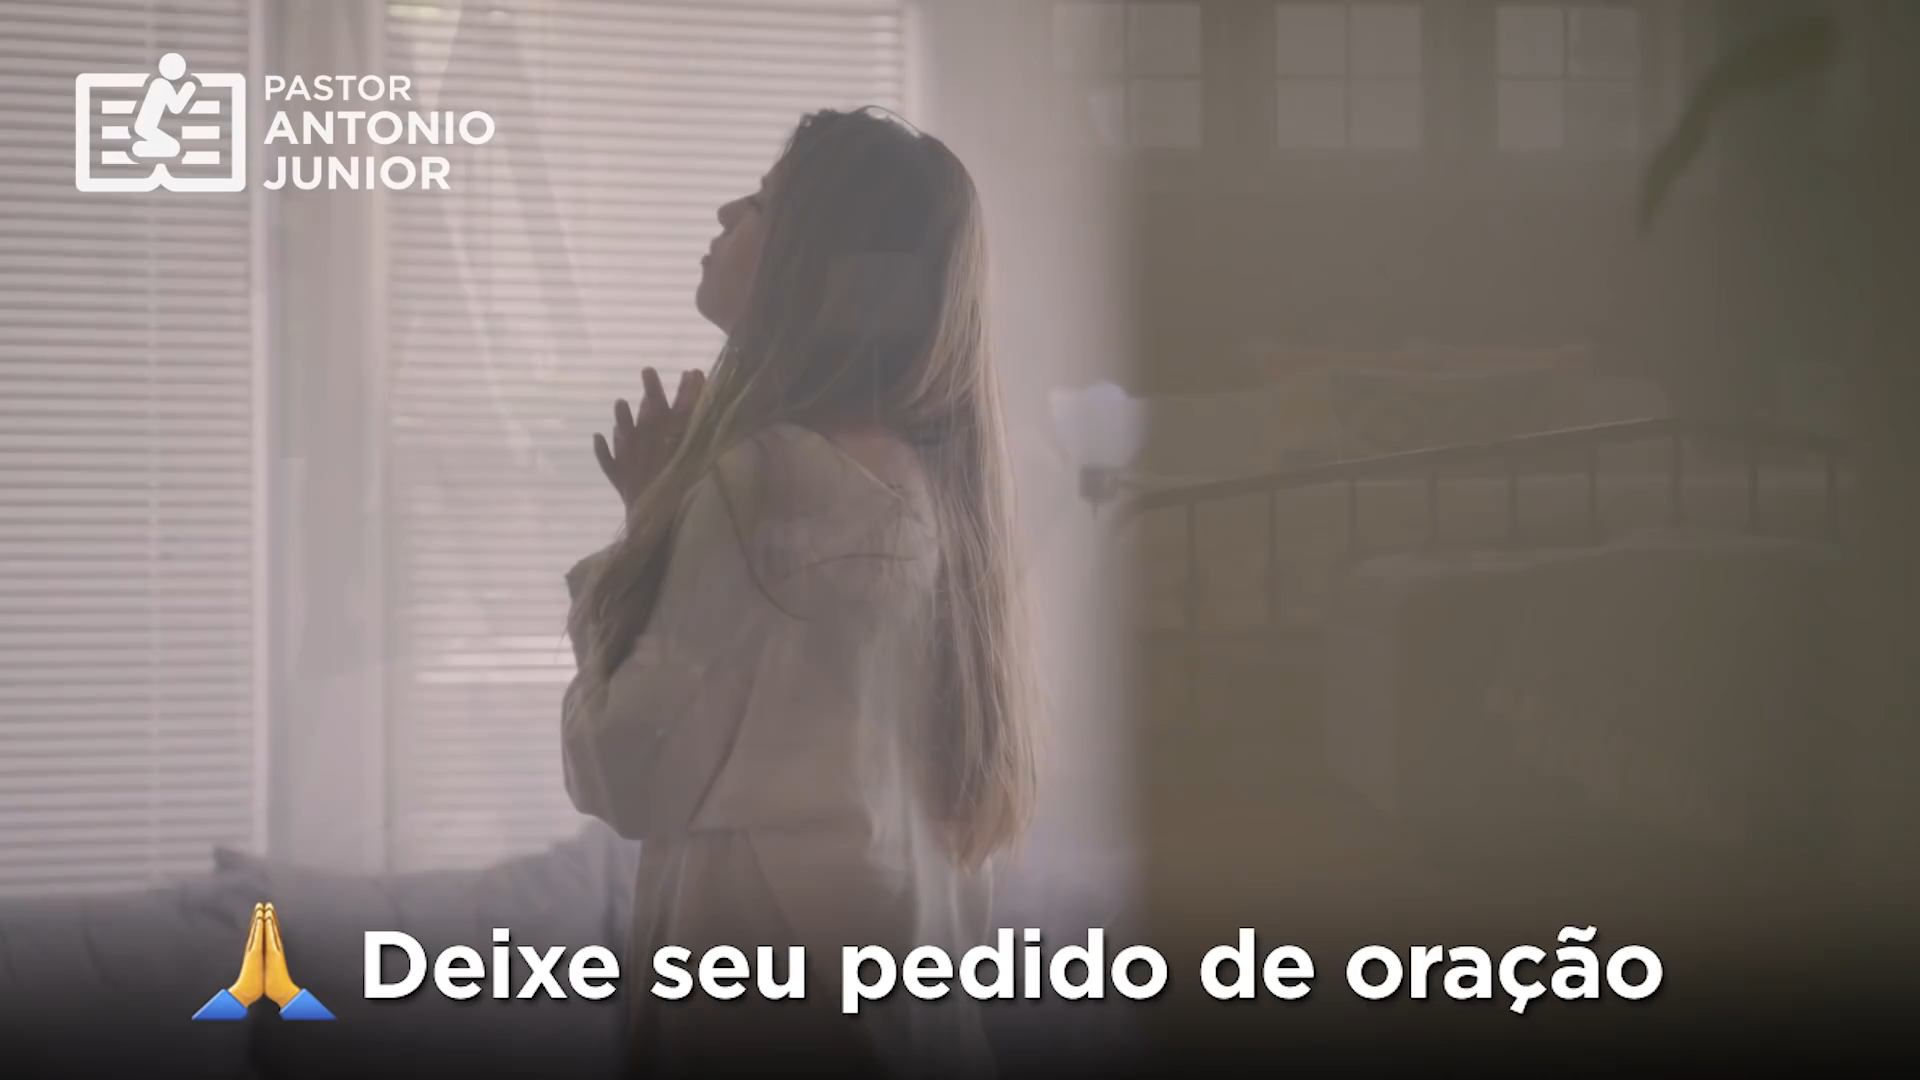 PASTOR
ANTONIO
JUNIOR
🙏 Deixe seu pedido de oração